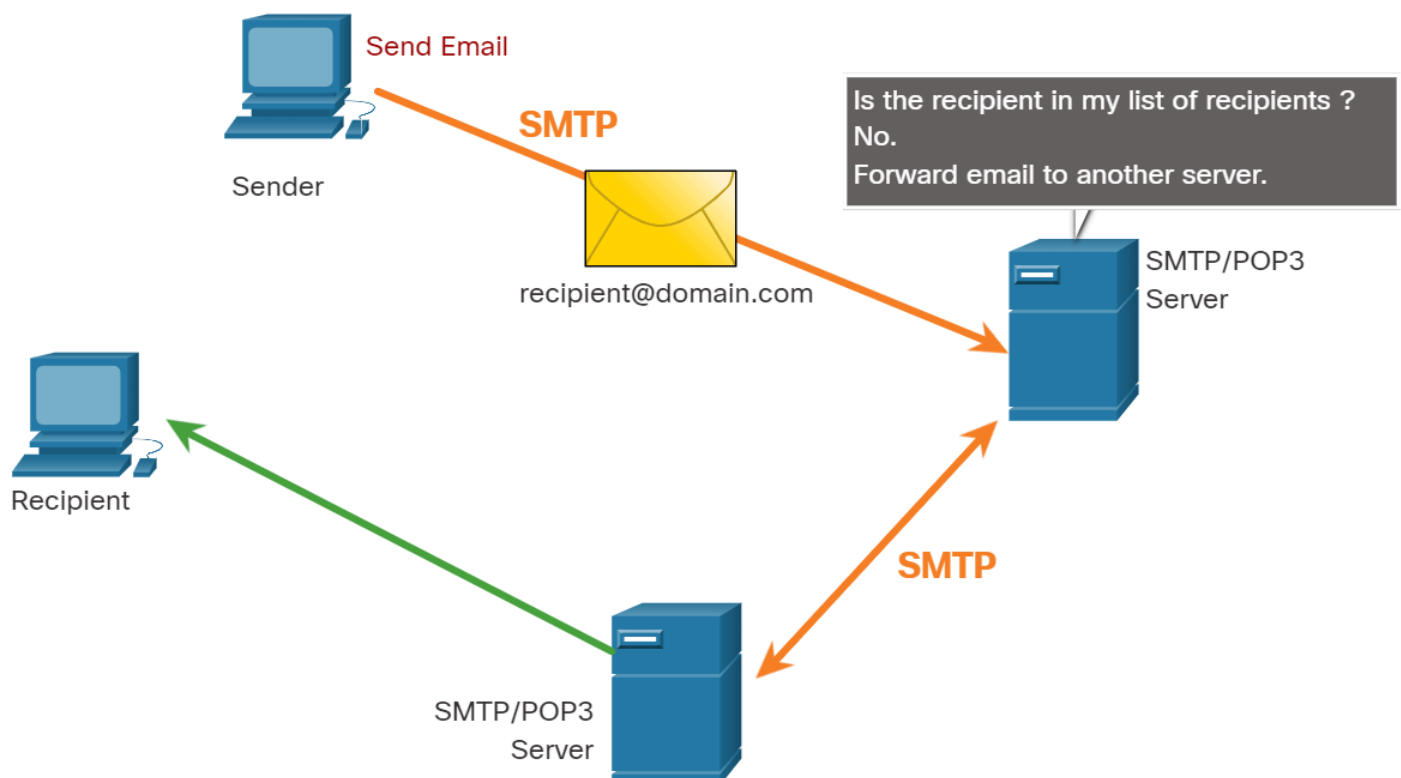 Send Email
SMTP
Sender
recipient@domain.com
Is the recipient in my list of recipients ?
No.
Forward email to another server.
SMTP/POP3
Server
Recipient
SMTP
SMTP/POP3
Server